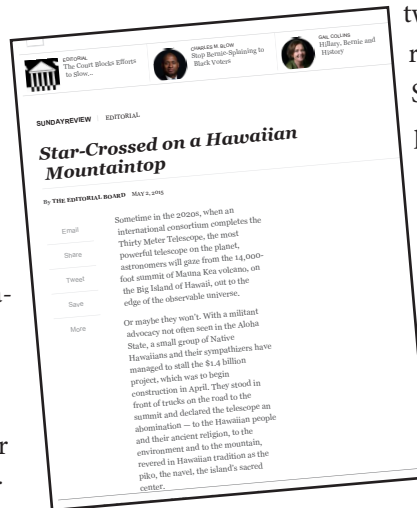 EDITORIAL
The Court Blocks Efforts
to Slow...
CHARLES M. BLOW
Stop Bernie-Splaining to
Black Voters
GAIL COLLINS
Hillary, Bernie and
History
SUNDAYREVIEW | EDITORIAL
Star-Crossed on a Hawaiian
Mountaintop
By THE EDITORIAL BOARD MAY 2, 2015
Email
Share
Tweet
Save
More
Sometime in the 2020s, when an
international consortium completes the
Thirty Meter Telescope, the most
powerful telescope on the planet,
astronomers will gaze from the 14,000-
foot summit of Mauna Kea volcano, on
the Big Island of Hawaii, out to the
edge of the observable universe.
Or maybe they won't. With a militant
advocacy not often seen in the Aloha
State, a small group of Native
Hawaiians and their sympathizers have
managed to stall the $1.4 billion
project, which was to begin
construction in April. They stood in
front of trucks on the road to the
summit and declared the telescope an
abomination — to the Hawaiian people
and their ancient religion, to the
environment and to the mountain,
revered in Hawaiian tradition as the
piko, the navel, the island's sacred
center.